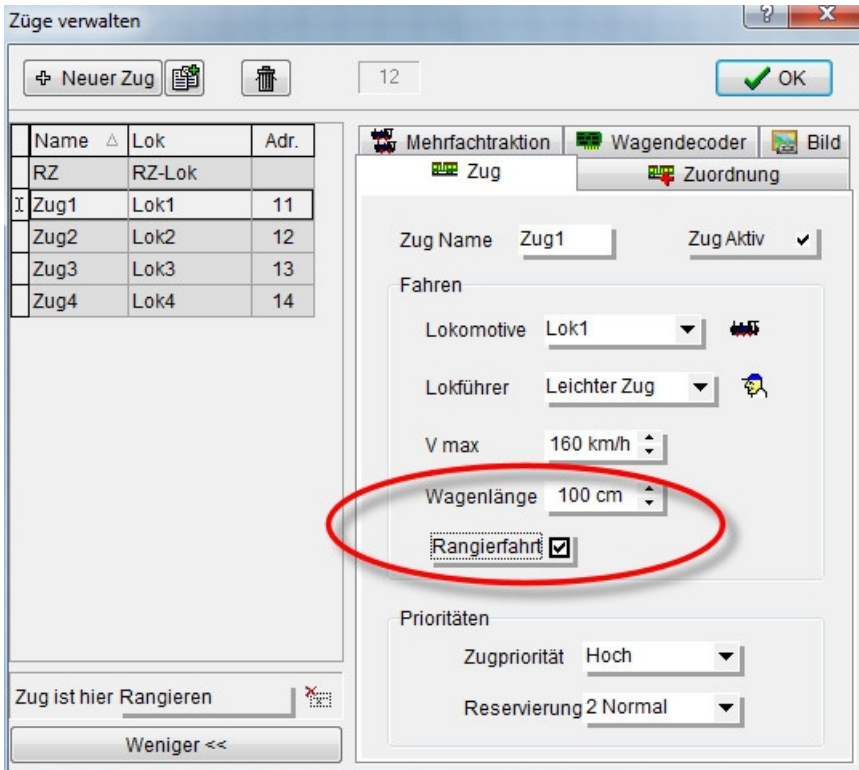 Züge verwalten
Neuer Zug
12
OK
Name Lok Adr.
RZ RZ-Lok
Zug1 Lok1 11
Zug2 Lok2 12
Zug3 Lok3 13
Zug4 Lok4 14
Zug ist hier Rangieren
Weniger <<
Mehrfachtraktion Wagendecoder Bild
Zug Zuordnung
Zug Name Zug1 Zug Aktiv
Fahren
Lokomotive Lok1
Lokführer Leichter Zug
V max 160 km/h
Wagenlänge 100 cm
Rangierfahrt
Prioritäten
Zugpriorität Hoch
Reservierung 2 Normal